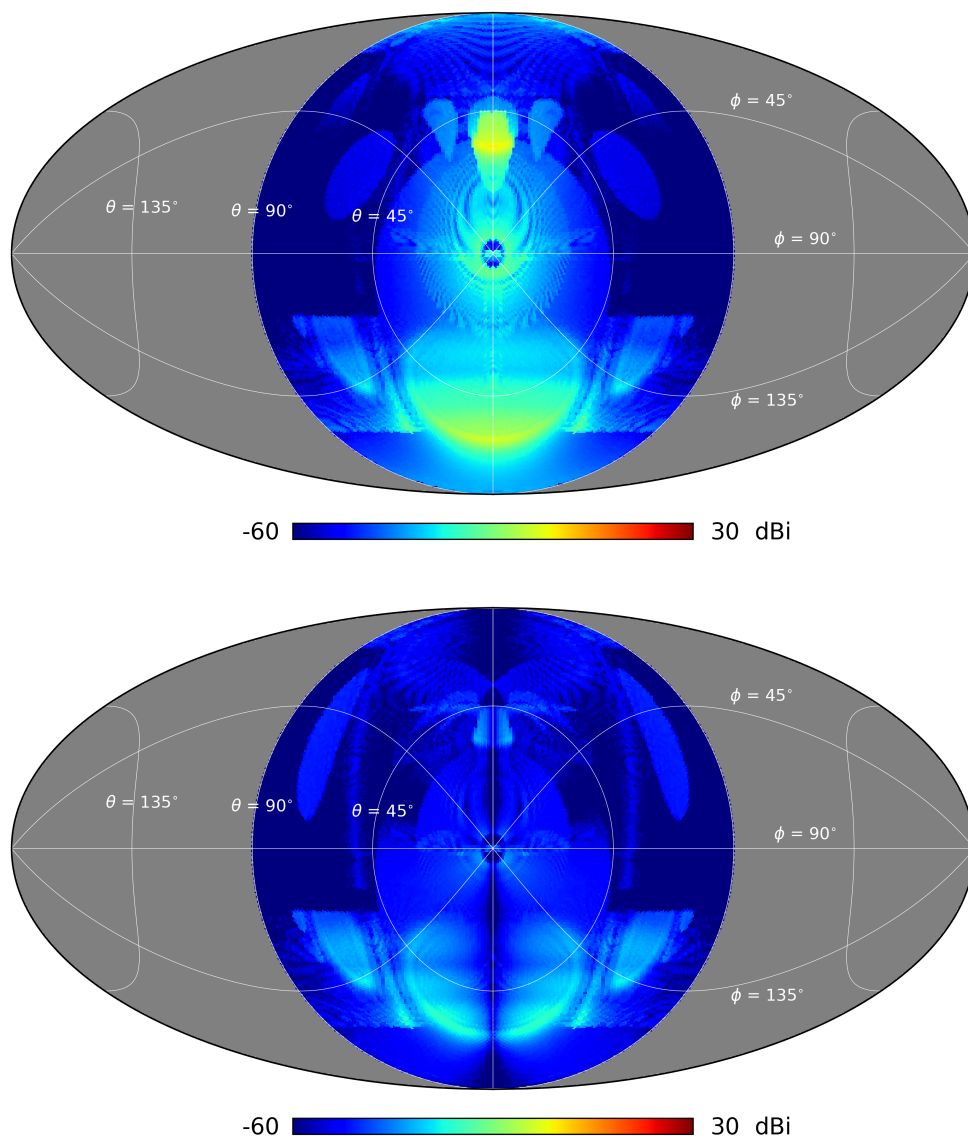 ϕ = 45°
θ = 135°
θ = 90°
θ = 45°
ϕ = 90°
ϕ = 135°
-60 30 dBi
ϕ = 45°
θ = 135°
θ = 90°
θ = 45°
ϕ = 90°
ϕ = 135°
-60 30 dBi